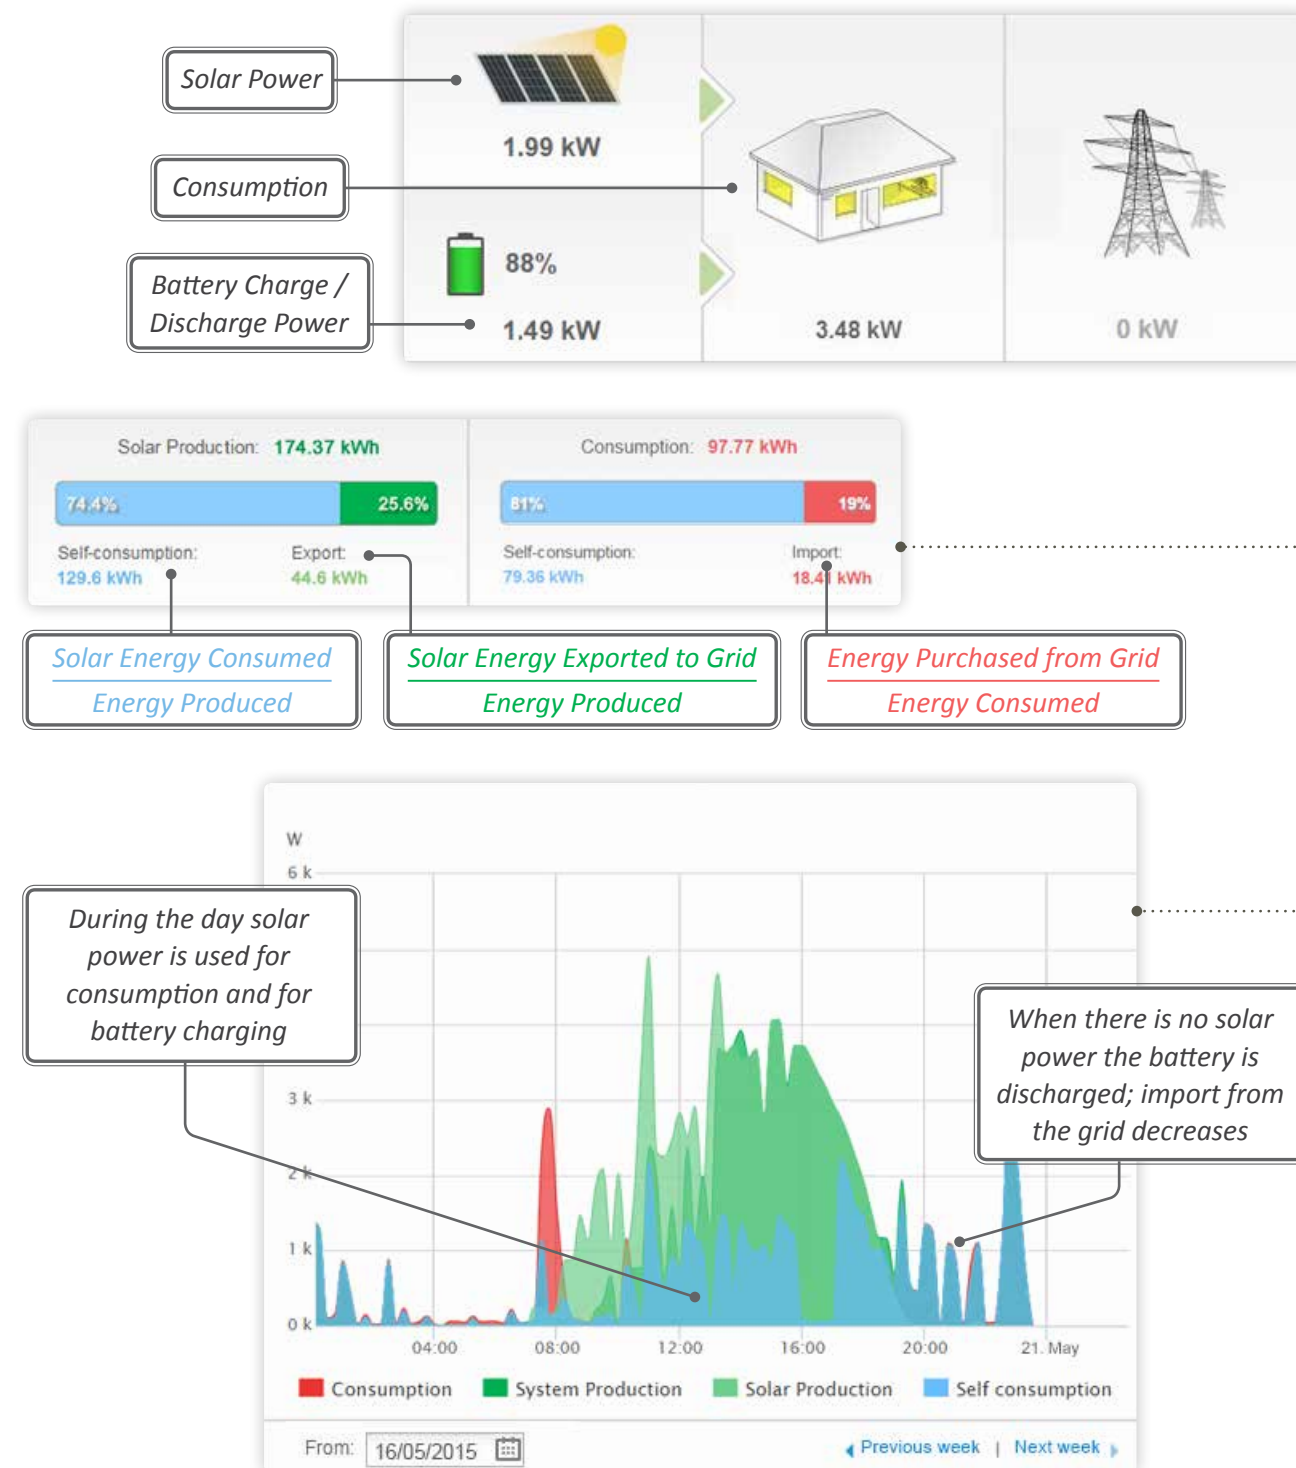 Solar Power
1.99 kW
Consumption
Battery Charge /
Discharge Power
88%
1.49 kW
3.48 kW
0 kW
Solar Production: 174.37 kWh
74.4%
25.6%
Self-consumption:
129.6 kWh
Export:
44.6 kWh
Consumption: 97.77 kWh
81%
19%
Self-consumption:
79.36 kWh
Import:
18.41 kWh
Solar Energy Consumed
Energy Produced
Solar Energy Exported to Grid
Energy Produced
Energy Purchased from Grid
Energy Consumed
W
6 k
During the day solar
power is used for
consumption and for
battery charging
When there is no solar
power the battery is
discharged; import from
the grid decreases
3 k
2 k
1 k
0 k
04:00
08:00
12:00
16:00
20:00
21. May
Consumption
System Production
Solar Production
Self consumption
From: 16/05/2015
Previous week | Next week